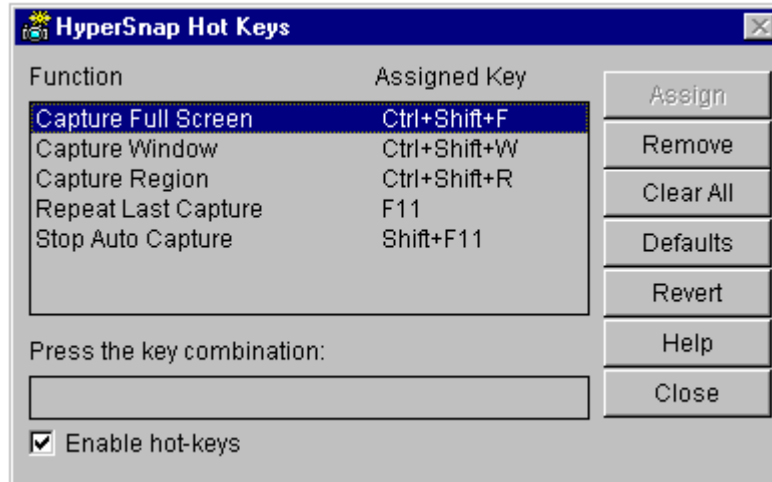 HyperSnap Hot Keys
Function Assigned Key
Capture Full Screen Ctrl+Shift+F
Capture Window Ctrl+Shift+W
Capture Region Ctrl+Shift+R
Repeat Last Capture F11
Stop Auto Capture Shift+F11
Press the key combination:
Enable hot-keys
Assign
Remove
Clear All
Defaults
Revert
Help
Close